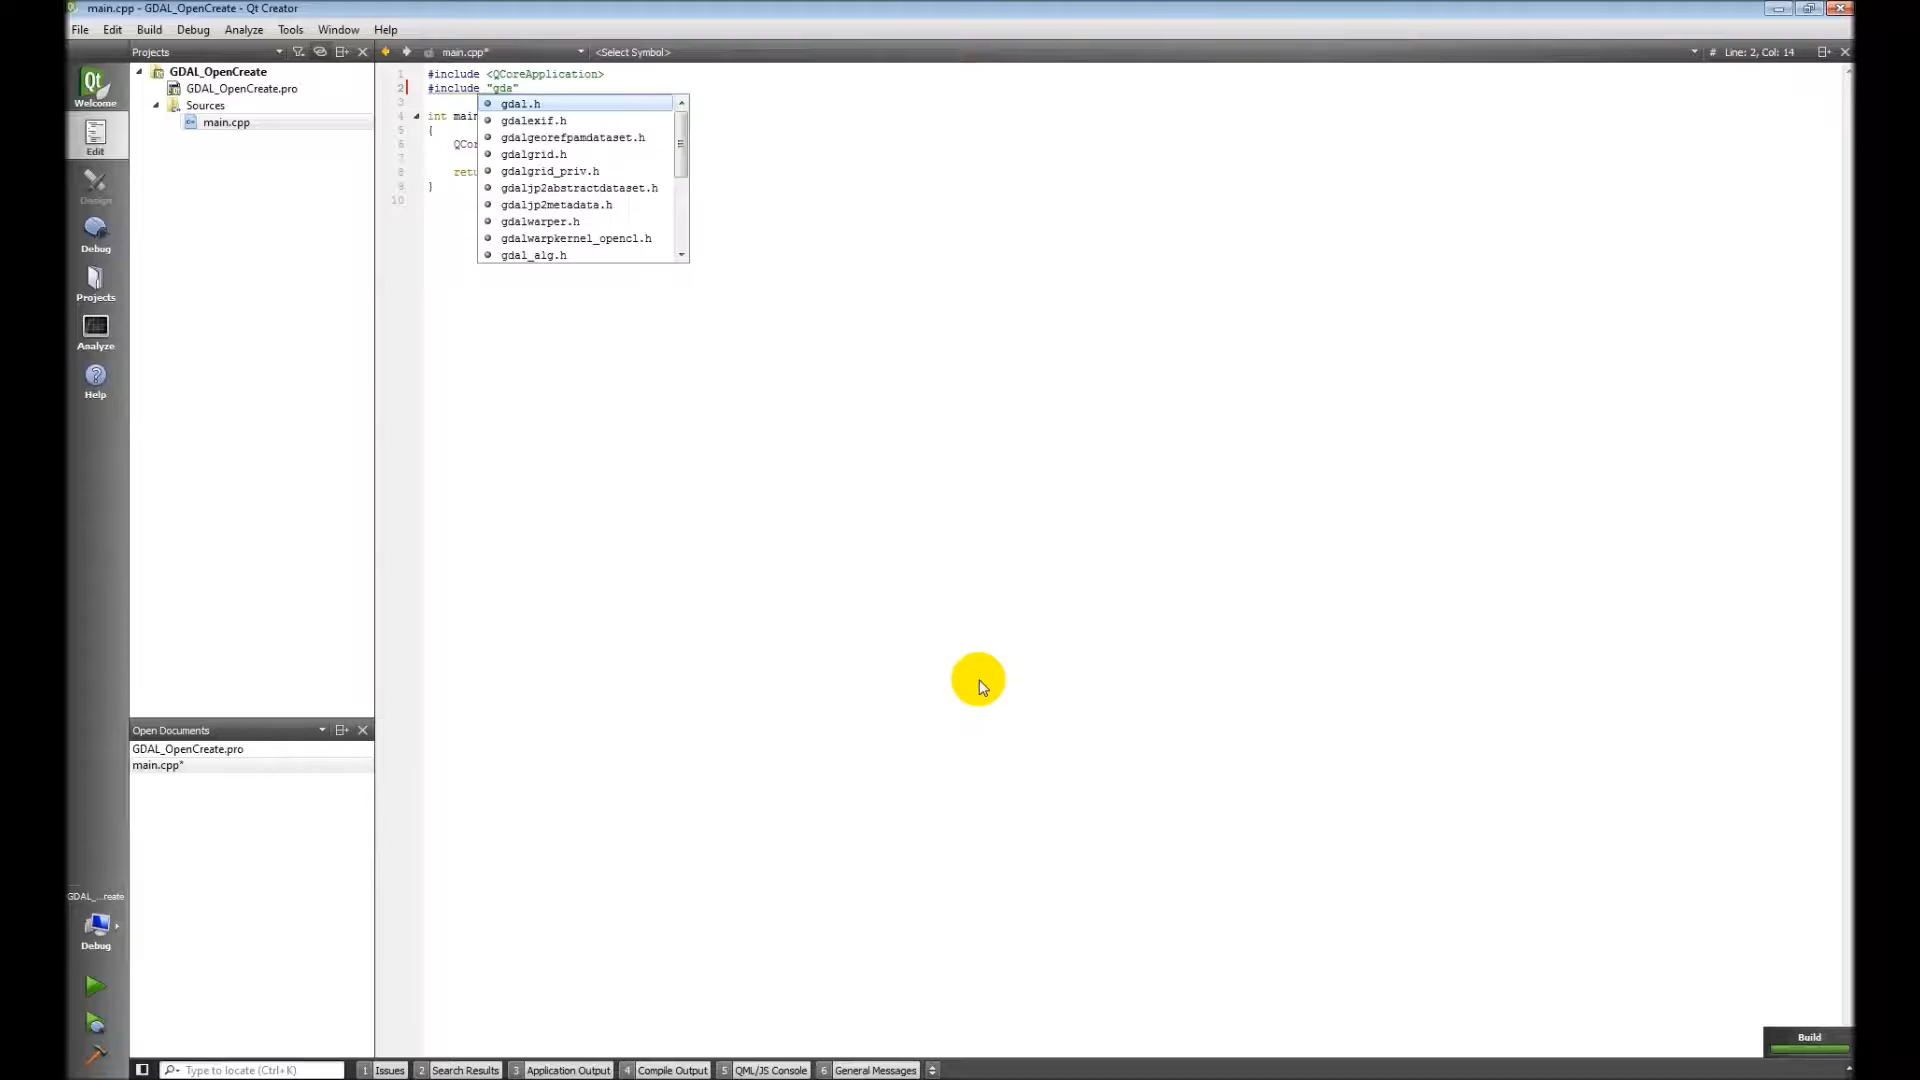 main.cpp - GDAL_OpenCreate - Qt Creator
File Edit Build Debug Analyze Tools Window Help
Projects main.cpp* <Select Symbol> # Line: 2, Col: 14
Welcome
Edit
Design
Debug
Projects
Analyze
Help
GDAL_OpenCreate
GDAL_OpenCreate.pro
Sources
main.cpp
1 #include <QCoreApplication>
2 #include "gda"
3
4 int main
5 {
6 QCor
7
8 retu
9 }
10
gdal.h
gdalexif.h
gdalgeorefpamdataset.h
gdalgrid.h
gdalgrid_priv.h
gdaljp2abstractdataset.h
gdaljp2metadata.h
gdalwarper.h
gdalwarpkernel_opencl.h
gdal_alg.h
Open Documents
GDAL_OpenCreate.pro
main.cpp*
GDAL_...reate
Debug
Build
Type to locate (Ctrl+K) 1 Issues 2 Search Results 3 Application Output 4 Compile Output 5 QML/JS Console 6 General Messages